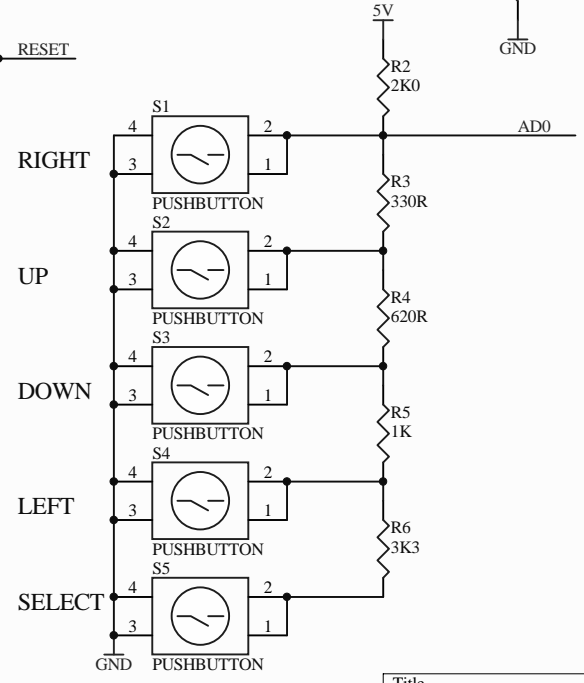 5V
RESET
GND
R2
2K0
S1
4
2
AD0
RIGHT
3
1
R3
330R
PUSHBUTTON
S2
4
2
UP
3
1
R4
620R
PUSHBUTTON
S3
4
2
DOWN
3
1
R5
1K
PUSHBUTTON
S4
4
2
LEFT
3
1
R6
3K3
PUSHBUTTON
S5
4
2
SELECT
3
1
GND
PUSHBUTTON
Title